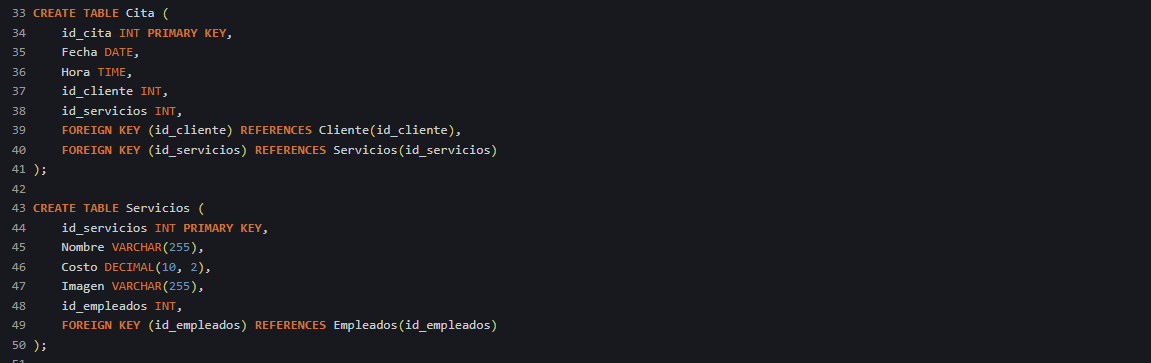 33 CREATE TABLE Cita (
34     id_cita INT PRIMARY KEY,
35     Fecha DATE,
36     Hora TIME,
37     id_cliente INT,
38     id_servicios INT,
39     FOREIGN KEY (id_cliente) REFERENCES Cliente(id_cliente),
40     FOREIGN KEY (id_servicios) REFERENCES Servicios(id_servicios)
41 );
42
43 CREATE TABLE Servicios (
44     id_servicios INT PRIMARY KEY,
45     Nombre VARCHAR(255),
46     Costo DECIMAL(10, 2),
47     Imagen VARCHAR(255),
48     id_empleados INT,
49     FOREIGN KEY (id_empleados) REFERENCES Empleados(id_empleados)
50 );